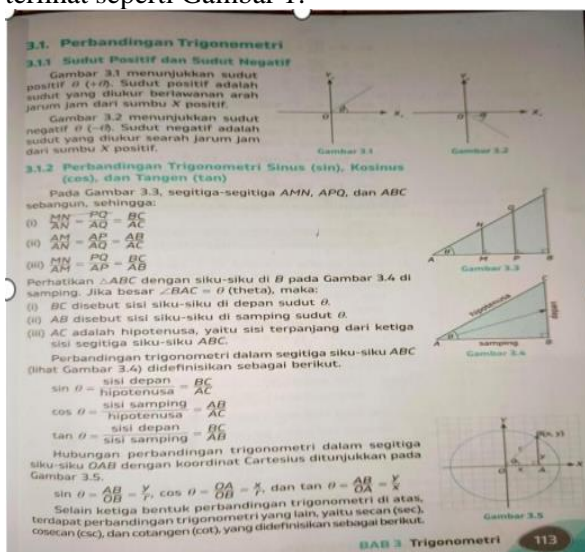 terlihat seperti Gambar 1.
3.1. Perbandingan Trigonometri
3.1.1 Sudut Positif dan Sudut Negatif
Gambar 3.1 menunjukkan sudut
positif θ (+θ). Sudut positif adalah
sudut yang diukur berlawanan arah
jarum jam dari sumbu X positif.
Gambar 3.2 menunjukkan sudut
negatif θ (−θ). Sudut negatif adalah
sudut yang diukur searah jarum jam
dari sumbu X positif.
Gambar 3.1
Gambar 3.2
3.1.2 Perbandingan Trigonometri Sinus (sin), Kosinus
(cos), dan Tangen (tan)
Pada Gambar 3.3, segitiga-segitiga AMN, APQ, dan ABC
sebangun, sehingga:
(i) MN/AN = PQ/AQ = BC/AC
(ii) AM/AN = AP/AQ = AB/AC
(iii) MN/AM = PQ/AP = BC/AB
A M P B
N Q C
θ
Gambar 3.3
Perhatikan △ABC dengan siku-siku di B pada Gambar 3.4 di
samping. Jika besar ∠BAC = θ (theta), maka:
(i) BC disebut sisi siku-siku di depan sudut θ.
(ii) AB disebut sisi siku-siku di samping sudut θ.
(iii) AC adalah hipotenusa, yaitu sisi terpanjang dari ketiga
sisi segitiga siku-siku ABC.
C
hipotenusa
depan
A θ B
samping
Gambar 3.4
Perbandingan trigonometri dalam segitiga siku-siku ABC
(lihat Gambar 3.4) didefinisikan sebagai berikut.
sin θ = sisi depan/hipotenusa = BC/AC
cos θ = sisi samping/hipotenusa = AB/AC
tan θ = sisi depan/sisi samping = BC/AB
Hubungan perbandingan trigonometri dalam segitiga
siku-siku OAB dengan koordinat Cartesius ditunjukkan pada
Gambar 3.5.
sin θ = AB/OB = y/r, cos θ = OA/OB = x/r, dan tan θ = AB/OA = y/x
Selain ketiga bentuk perbandingan trigonometri di atas,
terdapat perbandingan trigonometri yang lain, yaitu secan (sec),
cosecan (csc), dan cotangen (cot), yang didefinisikan sebagai berikut.
Gambar 3.5
BAB 3 Trigonometri 113